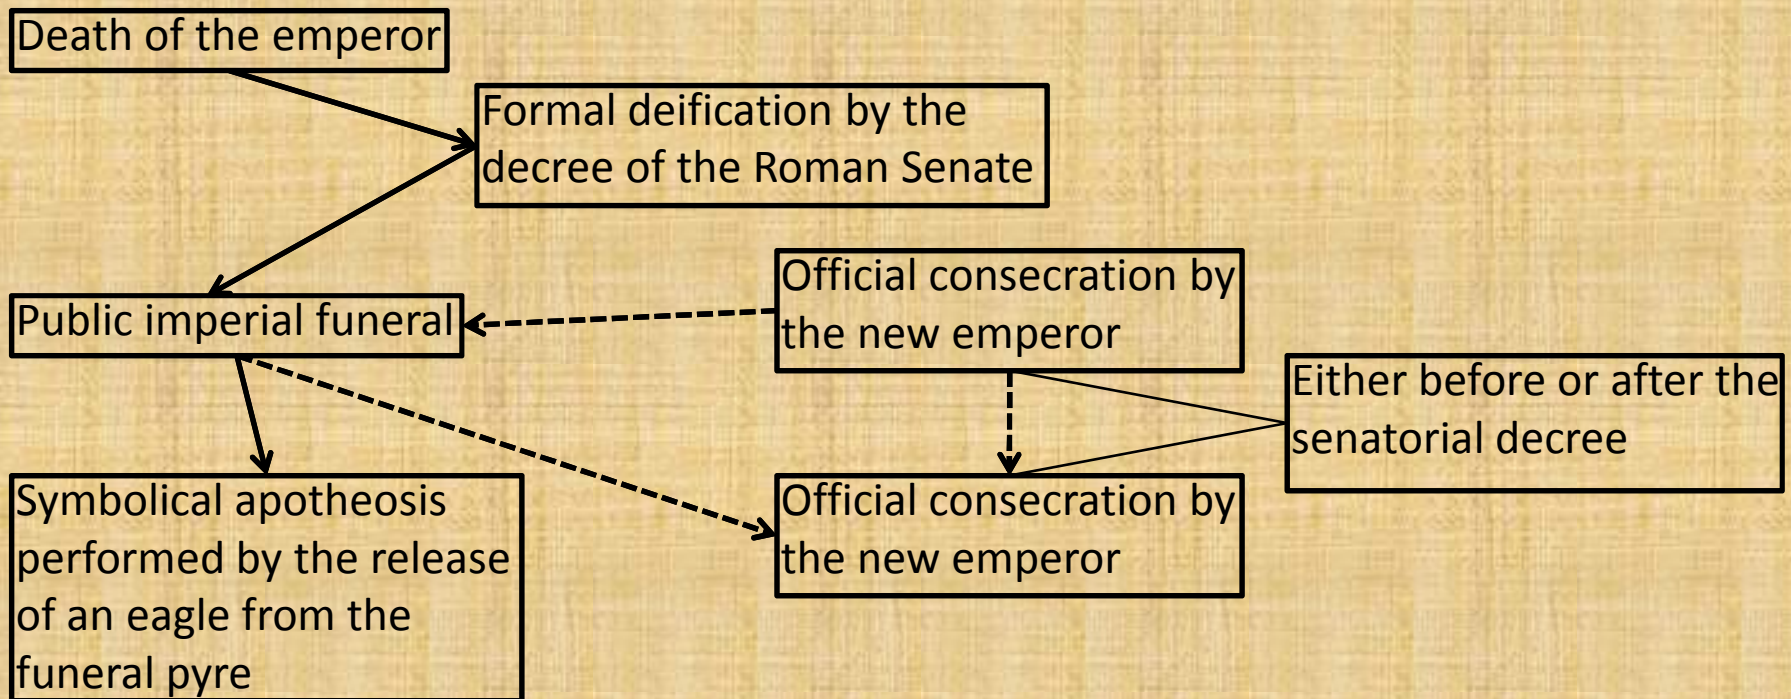 Death of the emperor
Formal deification by the
decree of the Roman Senate
Public imperial funeral
Official consecration by
the new emperor
Either before or after the
senatorial decree
Symbolical apotheosis
performed by the release
of an eagle from the
funeral pyre
Official consecration by
the new emperor